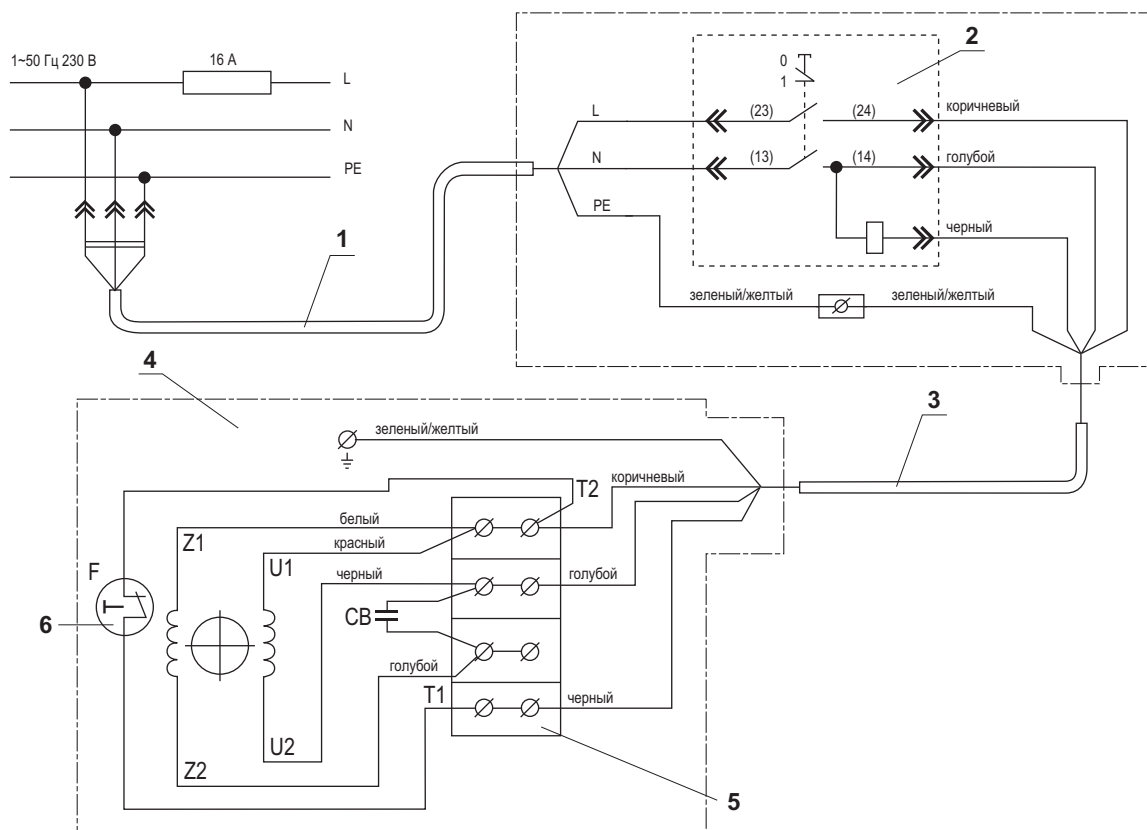 1~50 Гц 230 В
16 А
L
N
PE
1
2
0
1
L
(23)
(24)
коричневый
N
(13)
(14)
голубой
PE
черный
зеленый/желтый
зеленый/желтый
3
4
зеленый/желтый
коричневый
T2
белый
Z1
красный
U1
F
черный
голубой
CB
6
голубой
T1
черный
U2
Z2
5